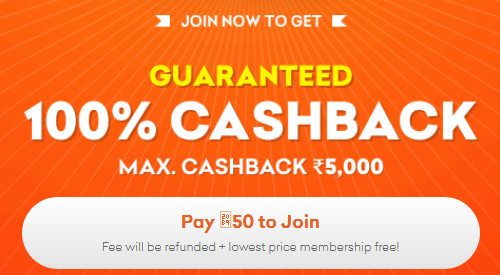 JOIN NOW TO GET
GUARANTEED
100% CASHBACK
MAX. CASHBACK ₹5,000
Pay 50 to Join
Fee will be refunded + lowest price membership free!